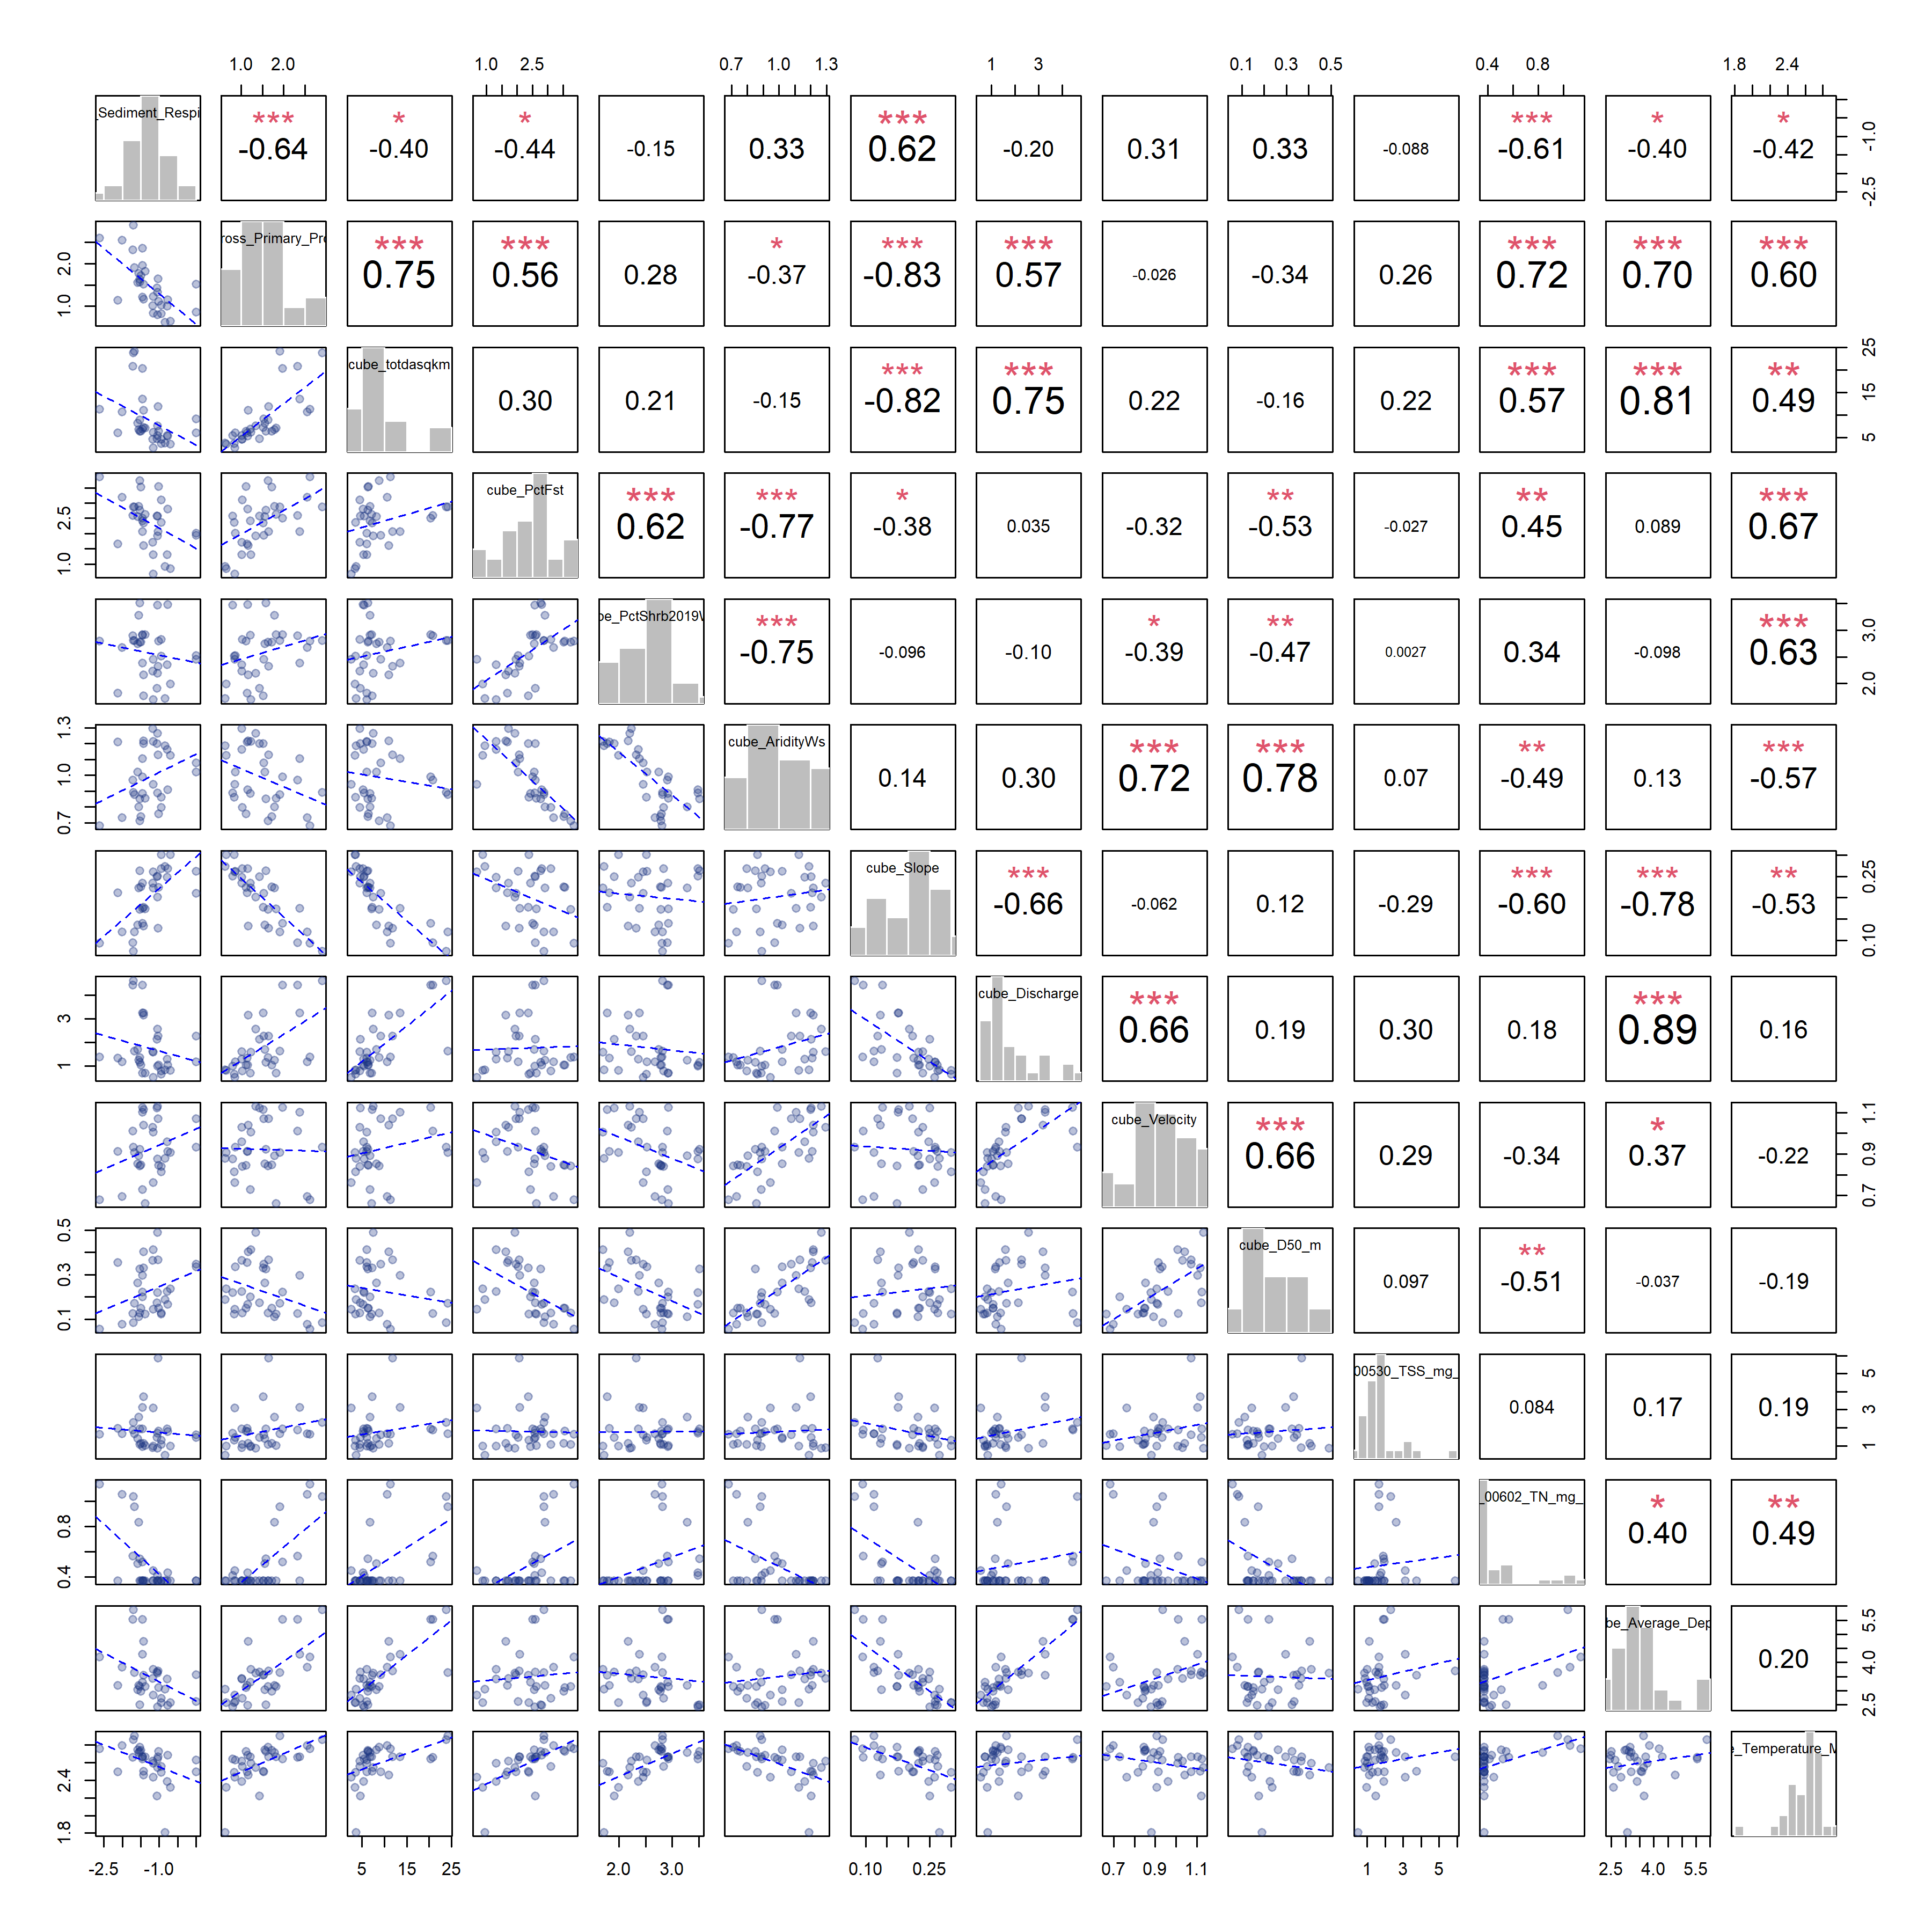 1.0 2.0 1.0 2.5 0.7 1.0 1.3 1 3 0.1 0.3 0.5 0.4 0.8 1.8 2.4
_Sediment_Respi *** -0.64 * -0.40 * -0.44 -0.15 0.33 *** 0.62 -0.20 0.31 0.33 -0.088 *** -0.61 * -0.40 * -0.42 -2.5 -1.0
1.0 2.0 ross_Primary_Pr *** 0.75 *** 0.56 0.28 * -0.37 *** -0.83 *** 0.57 -0.026 -0.34 0.26 *** 0.72 *** 0.70 *** 0.60
cube_totdasqkm 0.30 0.21 -0.15 *** -0.82 *** 0.75 0.22 -0.16 0.22 *** 0.57 *** 0.81 ** 0.49 5 15 25
1.0 2.5 cube_PctFst *** 0.62 *** -0.77 * -0.38 0.035 -0.32 ** -0.53 -0.027 ** 0.45 0.089 *** 0.67
be_PctShrb2019W *** -0.75 -0.096 -0.10 * -0.39 ** -0.47 0.0027 0.34 -0.098 *** 0.63 2.0 3.0
0.7 1.0 1.3 cube_AridityWs 0.14 0.30 *** 0.72 *** 0.78 0.07 ** -0.49 0.13 *** -0.57
cube_Slope *** -0.66 -0.062 0.12 -0.29 *** -0.60 *** -0.78 ** -0.53 0.10 0.25
1 3 cube_Discharge *** 0.66 0.19 0.30 0.18 *** 0.89 0.16
cube_Velocity *** 0.66 0.29 -0.34 * 0.37 -0.22 0.7 0.9 1.1
0.1 0.3 0.5 cube_D50_m 0.097 ** -0.51 -0.037 -0.19
00530_TSS_mg_ 0.084 0.17 0.19 1 3 5
0.4 0.8 _00602_TN_mg_ * 0.40 ** 0.49
be_Average_Dep 0.20 2.5 4.0 5.5
1.8 2.4 e_Temperature_M
-2.5 -1.0 5 15 25 2.0 3.0 0.10 0.25 0.7 0.9 1.1 1 3 5 2.5 4.0 5.5